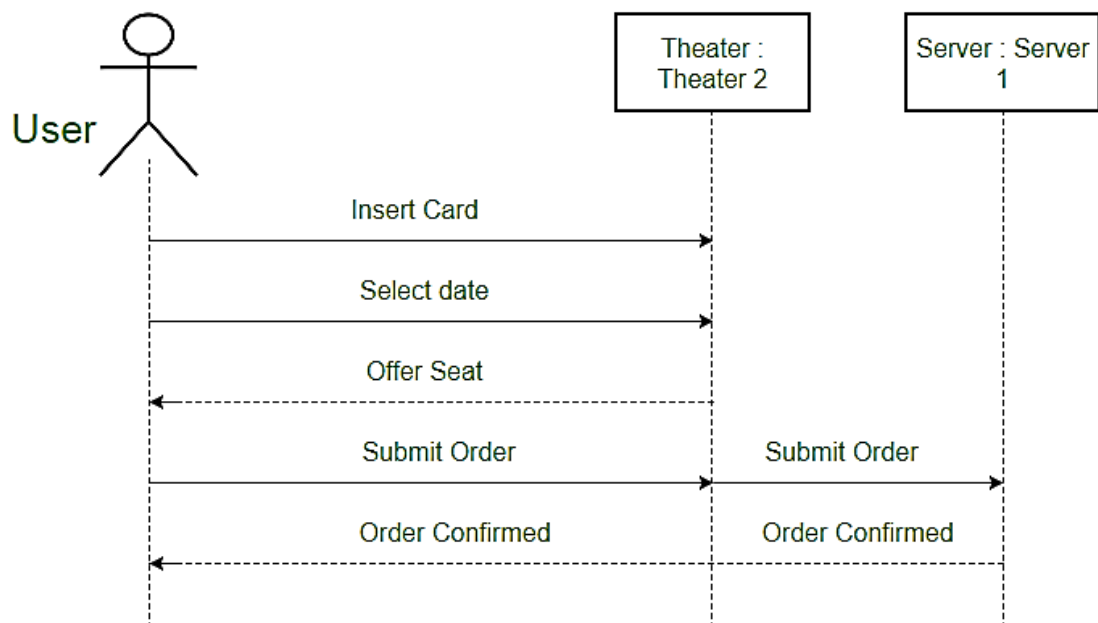 Theater :
Theater 2
Server : Server
1
User
Insert Card
Select date
Offer Seat
Submit Order
Submit Order
Order Confirmed
Order Confirmed